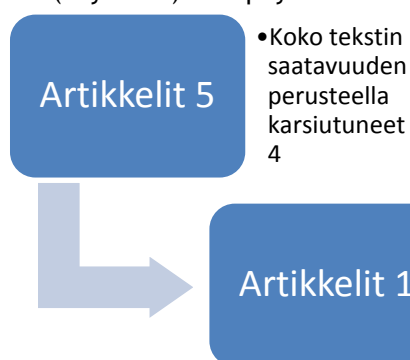 Artikkelit 5
•Koko tekstin
saatavuuden
perusteella
karsiutuneet
4
Artikkelit 1